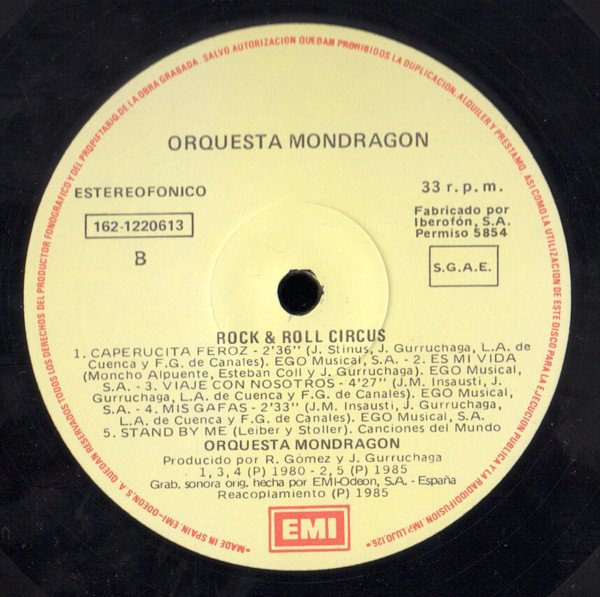 ORQUESTA MONDRAGON
ESTEREOFONICO
33 r. p. m.
162-1220613
Fabricado por
Iberofón, S.A.
Permiso 5854
B
S.G.A.E.
ROCK & ROLL CIRCUS
1. CAPERUCITA FEROZ - 2'36" (J. Stinus, J. Gurruchaga, L.A. de
Cuenca y F.G. de Canales). EGO Musical, S.A. - 2. ES MI VIDA
(Moncho Alpuente, Esteban Coll y J. Gurruchaga). EGO Musical,
S.A. - 3. VIAJE CON NOSOTROS - 4'27" (J.M. Insausti, J.
Gurruchaga, L.A. de Cuenca y F.G. de Canales). EGO Musical,
S.A. - 4. MIS GAFAS - 2'33" (J.M. Insausti, J. Gurruchaga,
L.A. de Cuenca y F.G. de Canales). EGO Musical, S.A.
5. STAND BY ME (Leiber y Stoller). Canciones del Mundo
ORQUESTA MONDRAGON
Producido por R. Gómez y J. Gurruchaga
1, 3, 4 (P) 1980 - 2, 5 (P) 1985
Grab. sonora orig. hecha por EMI-Odeon, S.A. - España
Reacoplamiento (P) 1985
EMI
*MADE IN SPAIN. EMI-ODEON, S.A. QUEDAN RESERVADOS TODOS LOS DERECHOS DEL PRODUCTOR FONOGRAFICO Y DEL PROPIETARIO DE LA OBRA GRABADA. SALVO AUTORIZACION QUEDAN PROHIBIDOS LA DUPLICACION, ALQUILER Y PRESTAMO, ASI COMO LA UTILIZACION DE ESTE DISCO PARA LA EJECUCION PUBLICA Y LA RADIODIFUSION. IMP. LUJO, 126*